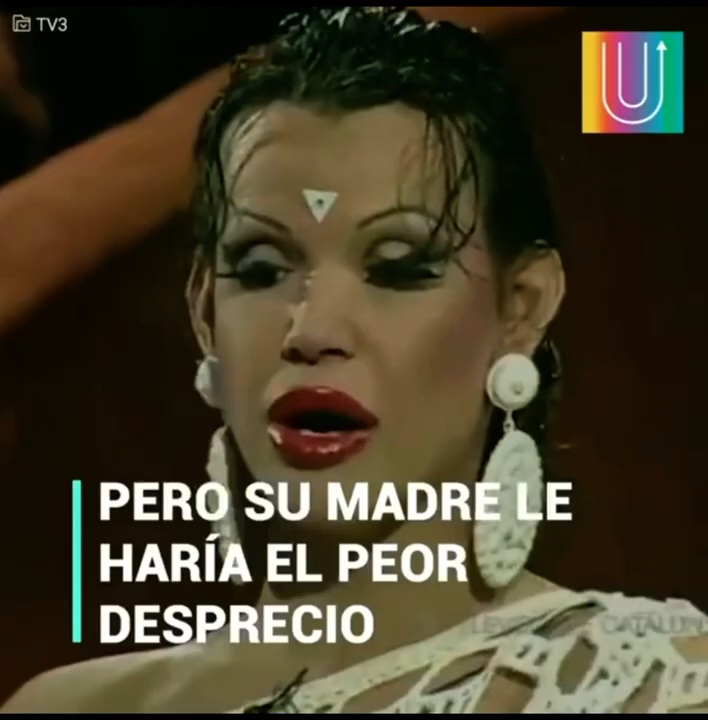 TV3
U
PERO SU MADRE LE
HARÍA EL PEOR
DESPRECIO